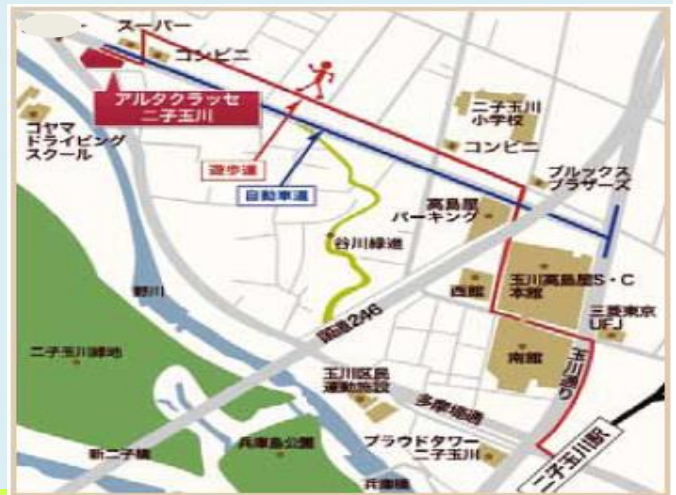 スーパー
コンビニ
アルタクラッセ
二子玉川
コヤマ
ドライビング
スクール
遊歩道
自動車道
二子玉川
小学校
コンビニ
ブルックス
ブラザーズ
高島屋
パーキング
谷川緑道
西館
玉川高島屋S・C
本館
三菱東京
UFJ
野川
国道246
南館
玉川通り
二子玉川緑地
玉川区民
運動施設
多摩堤通
新二子橋
兵庫島公園
プラウドタワー
二子玉川
二子玉川駅
兵庫橋